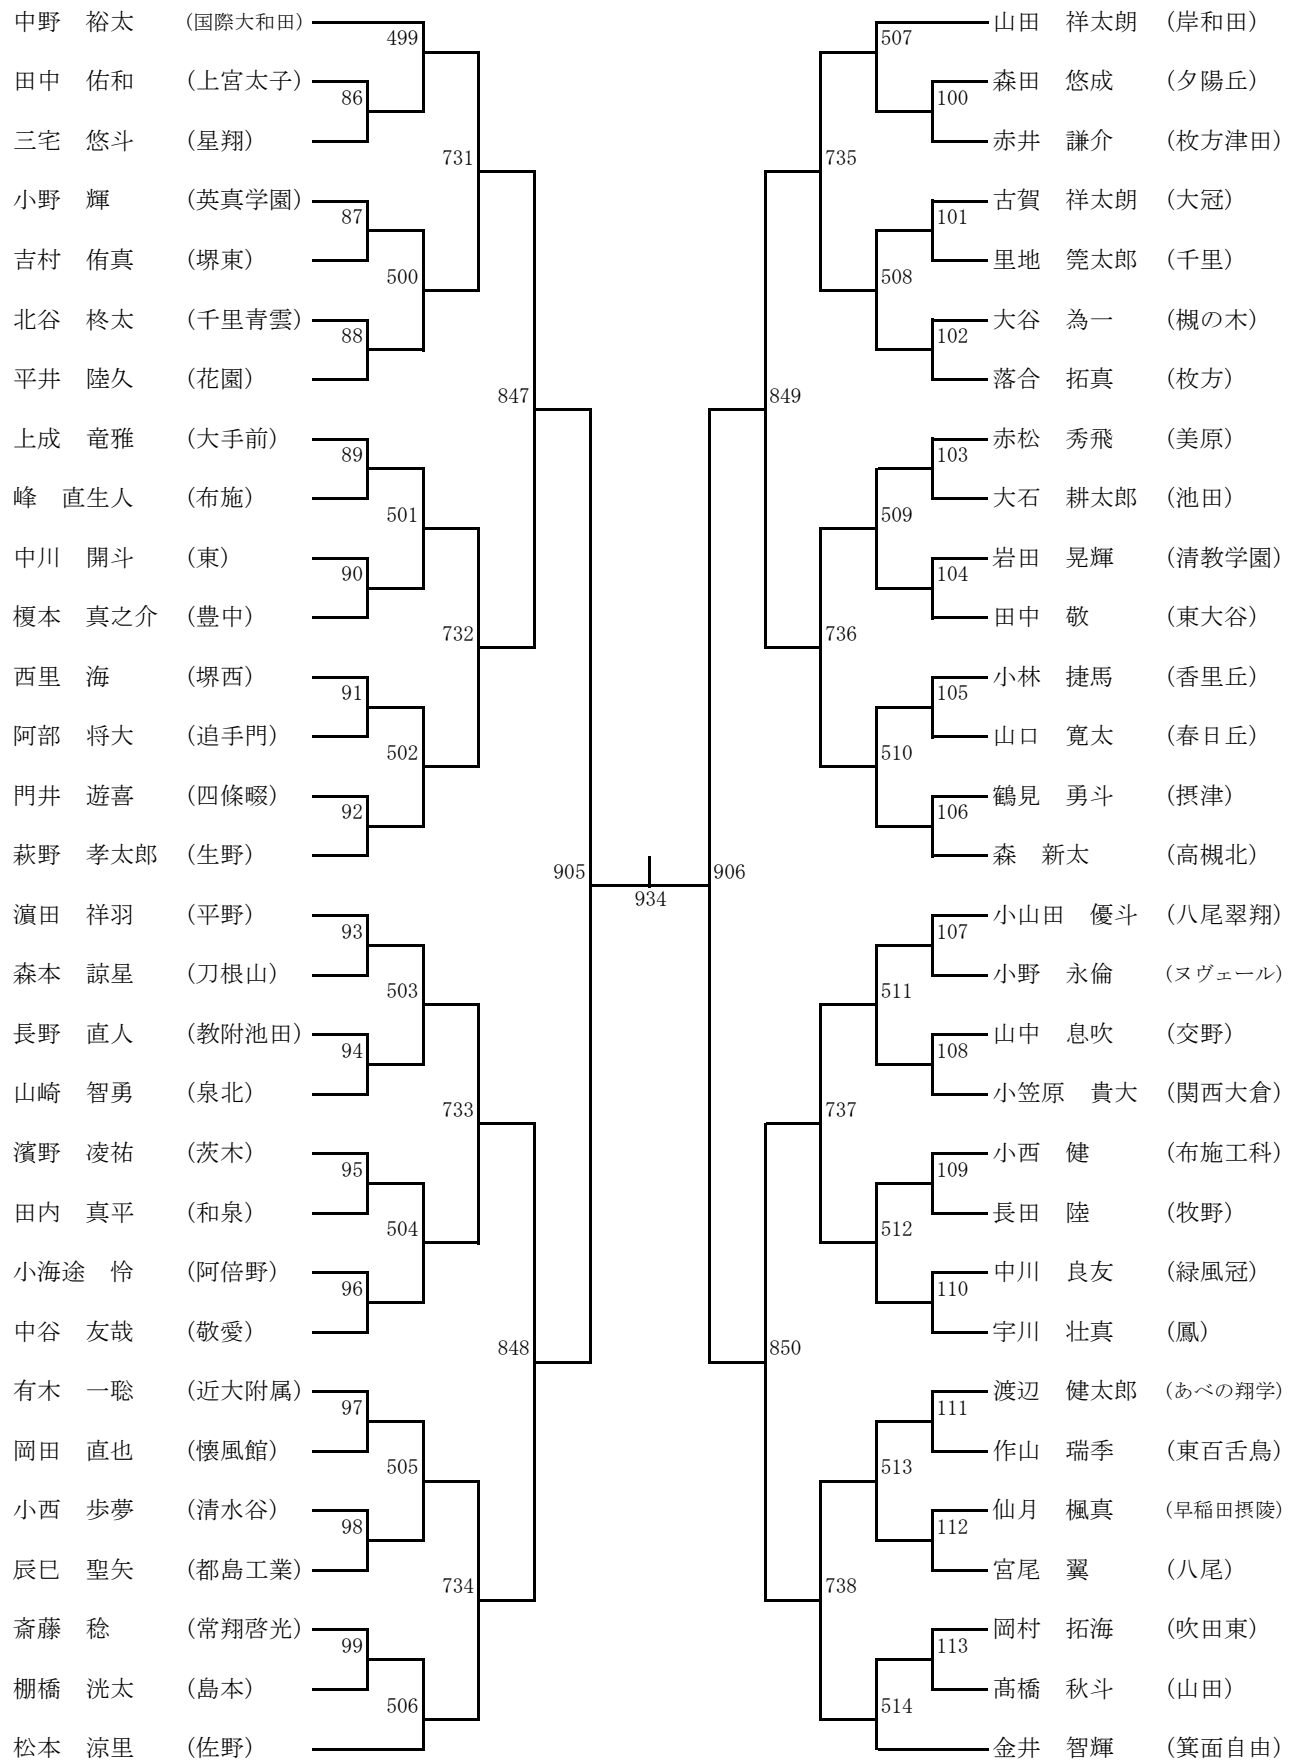 中野 裕太 (国際大和田)
499
田中 佑和 (上宮太子)
86
三宅 悠斗 (星翔)
731
小野 輝 (英真学園)
87
吉村 侑真 (堺東)
500
北谷 柊太 (千里青雲)
88
平井 陸久 (花園)
847
上成 竜雅 (大手前)
89
峰 直生人 (布施)
501
中川 開斗 (東)
90
榎本 真之介 (豊中)
732
西里 海 (堺西)
91
阿部 将大 (追手門)
502
門井 遊喜 (四條畷)
92
萩野 孝太郎 (生野)
905
濵田 祥羽 (平野)
93
森本 諒星 (刀根山)
503
長野 直人 (教附池田)
94
山崎 智勇 (泉北)
733
濱野 凌祐 (茨木)
95
田内 真平 (和泉)
504
小海途 怜 (阿倍野)
96
中谷 友哉 (敬愛)
848
有木 一聡 (近大附属)
97
岡田 直也 (懐風館)
505
小西 歩夢 (清水谷)
98
辰巳 聖矢 (都島工業)
734
斎藤 稔 (常翔啓光)
99
棚橋 洸太 (島本)
506
松本 涼里 (佐野)
934
山田 祥太朗 (岸和田)
507
森田 悠成 (夕陽丘)
100
赤井 謙介 (枚方津田)
735
古賀 祥太朗 (大冠)
101
里地 莞太郎 (千里)
508
大谷 為一 (槻の木)
102
落合 拓真 (枚方)
849
赤松 秀飛 (美原)
103
大石 耕太郎 (池田)
509
岩田 晃輝 (清教学園)
104
田中 敬 (東大谷)
736
小林 捷馬 (香里丘)
105
山口 寛太 (春日丘)
510
鶴見 勇斗 (摂津)
106
森 新太 (高槻北)
906
小山田 優斗 (八尾翠翔)
107
小野 永倫 (ヌヴェール)
511
山中 息吹 (交野)
108
小笠原 貴大 (関西大倉)
737
小西 健 (布施工科)
109
長田 陸 (牧野)
512
中川 良友 (緑風冠)
110
宇川 壮真 (鳳)
850
渡辺 健太郎 (あべの翔学)
111
作山 瑞季 (東百舌鳥)
513
仙月 楓真 (早稲田摂陵)
112
宮尾 翼 (八尾)
738
岡村 拓海 (吹田東)
113
髙橋 秋斗 (山田)
514
金井 智輝 (箕面自由)